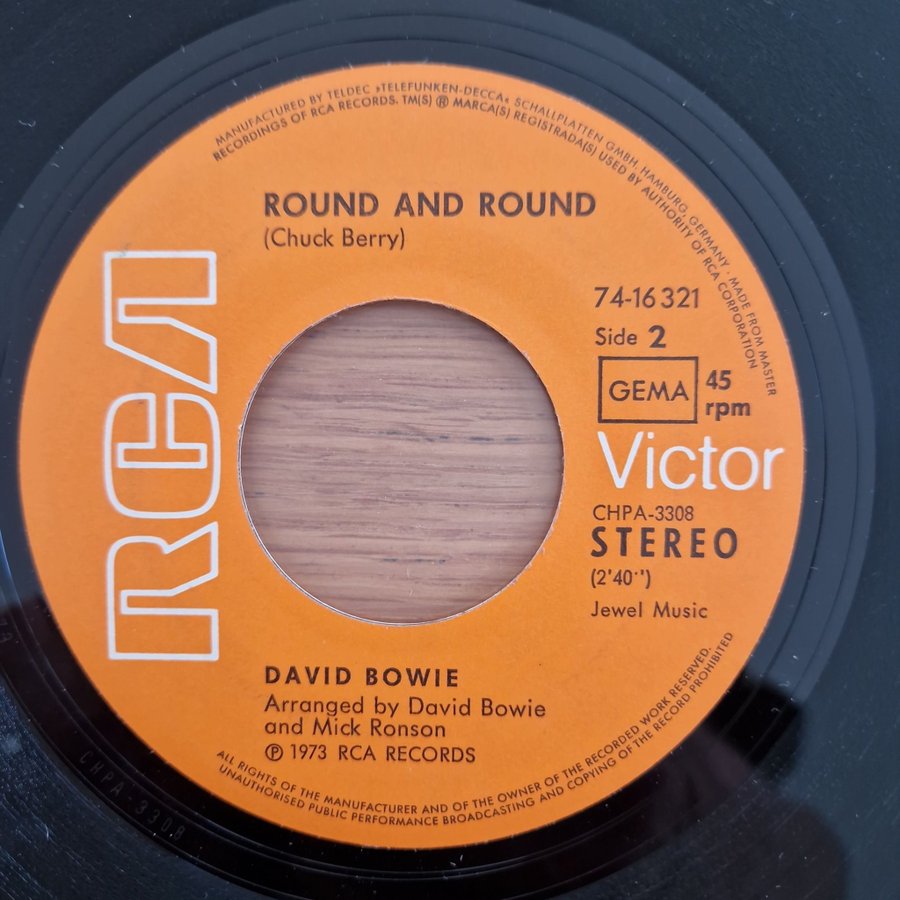 MANUFACTURED BY TELDEC »TELEFUNKEN-DECCA« SCHALLPLATTEN GMBH, HAMBURG, GERMANY · MADE FROM MASTER
RECORDINGS OF RCA RECORDS. TM(S) ® MARCA(S) REGISTRADA(S) USED BY AUTHORITY OF RCA CORPORATION
ROUND AND ROUND
(Chuck Berry)
RCA
74-16 321
Side 2
GEMA
45
rpm
Victor
CHPA-3308
STEREO
(2'40'')
Jewel Music
DAVID BOWIE
Arranged by David Bowie
and Mick Ronson
℗ 1973 RCA RECORDS
ALL RIGHTS OF THE MANUFACTURER AND OF THE OWNER OF THE RECORDED WORK RESERVED.
UNAUTHORISED PUBLIC PERFORMANCE BROADCASTING AND COPYING OF THE RECORD PROHIBITED
CHPA-3308